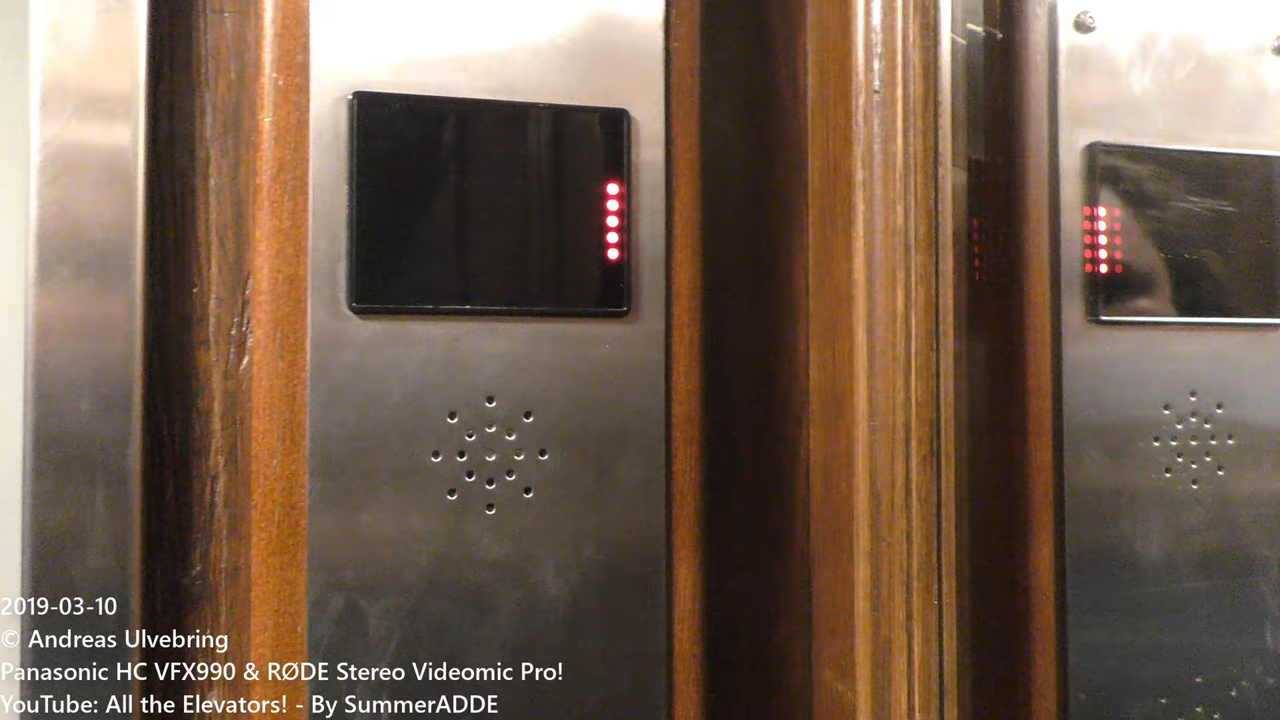 2019-03-10
© Andreas Ulvebring
Panasonic HC VFX990 & RØDE Stereo Videomic Pro!
YouTube: All the Elevators! - By SummerADDE